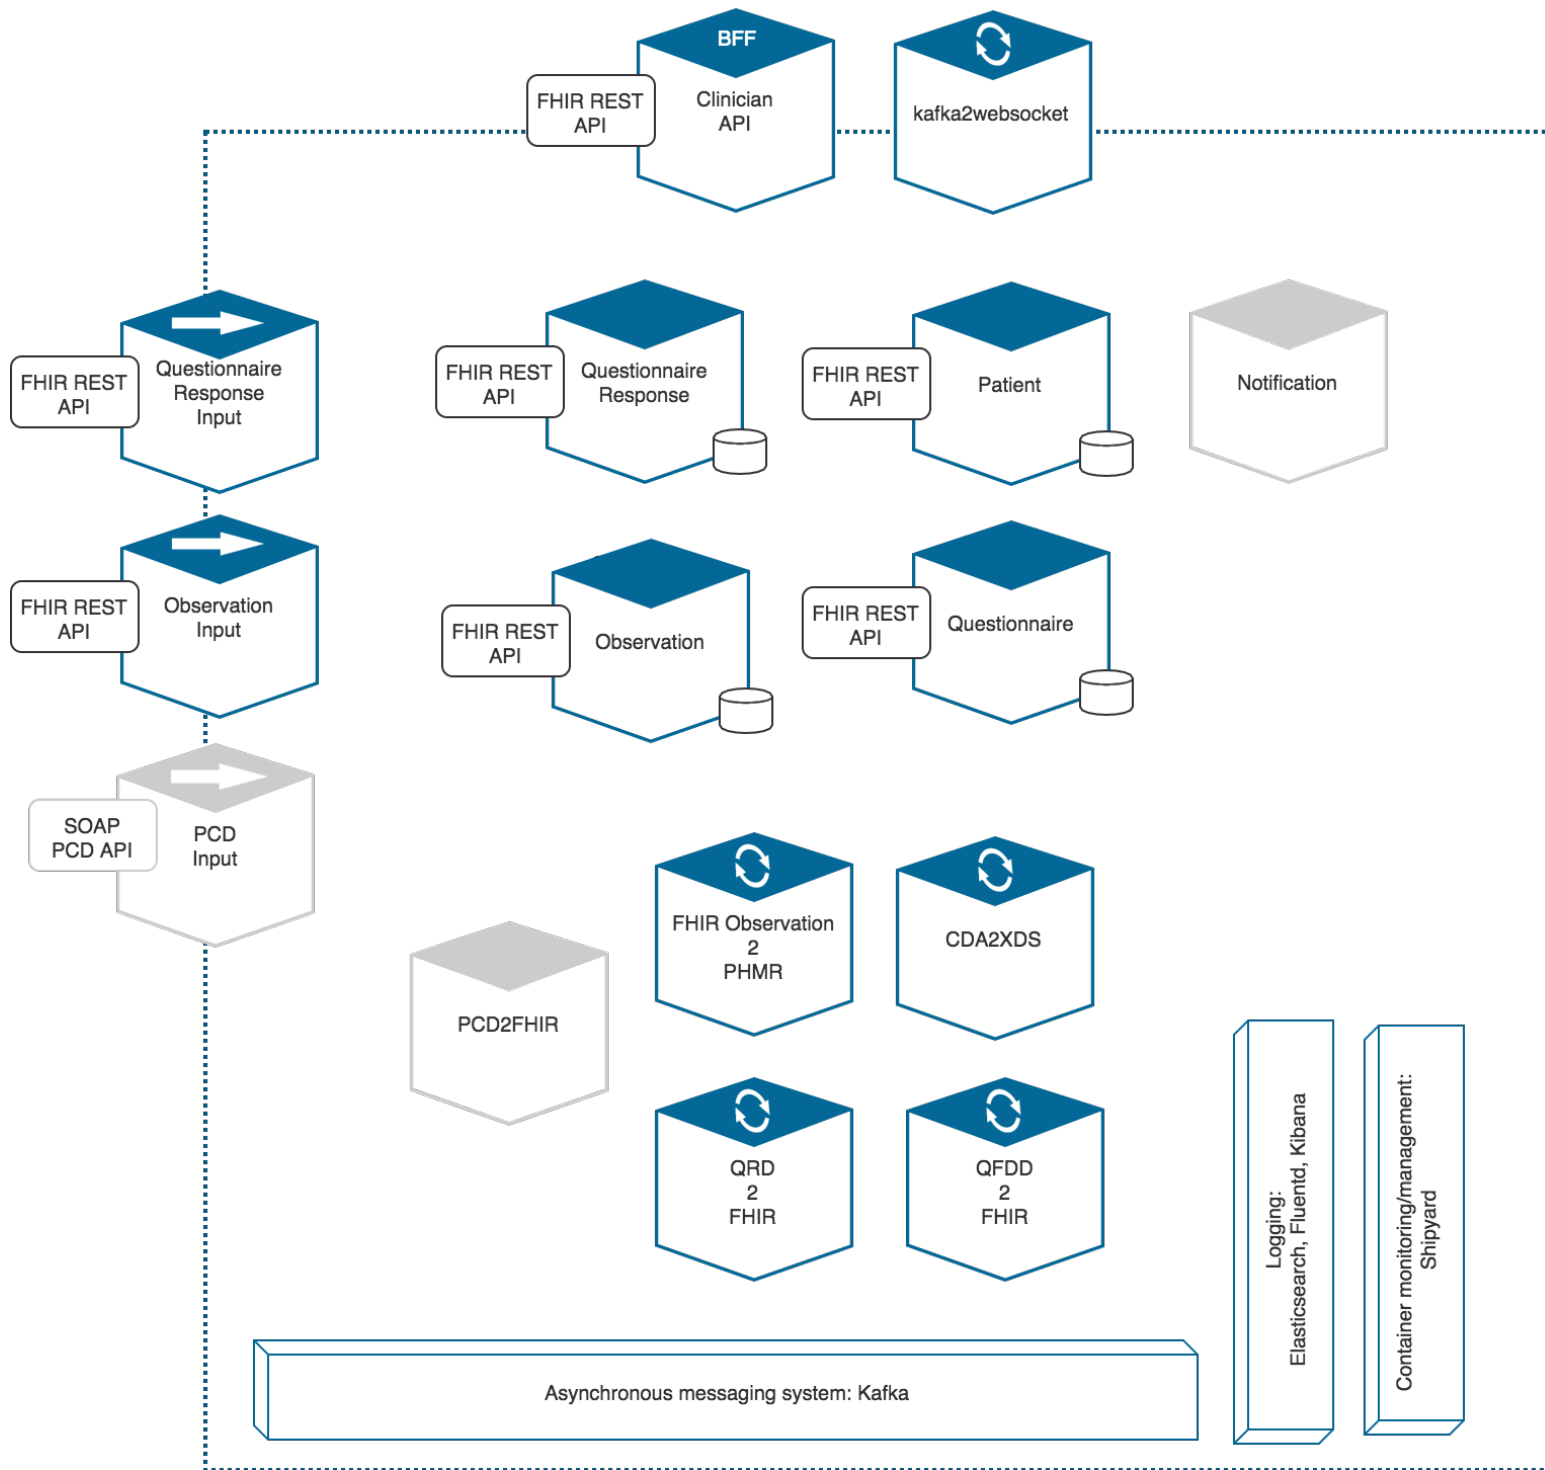 BFF
FHIR REST
API
Clinician
API
kafka2websocket
FHIR REST
API
Questionnaire
Response
Input
FHIR REST
API
Questionnaire
Response
FHIR REST
API
Patient
Notification
FHIR REST
API
Observation
Input
FHIR REST
API
Observation
FHIR REST
API
Questionnaire
SOAP
PCD API
PCD
Input
FHIR Observation
2
PHMR
CDA2XDS
PCD2FHIR
QRD
2
FHIR
QFDD
2
FHIR
Logging:
Elasticsearch, Fluentd, Kibana
Container monitoring/management:
Shipyard
Asynchronous messaging system: Kafka